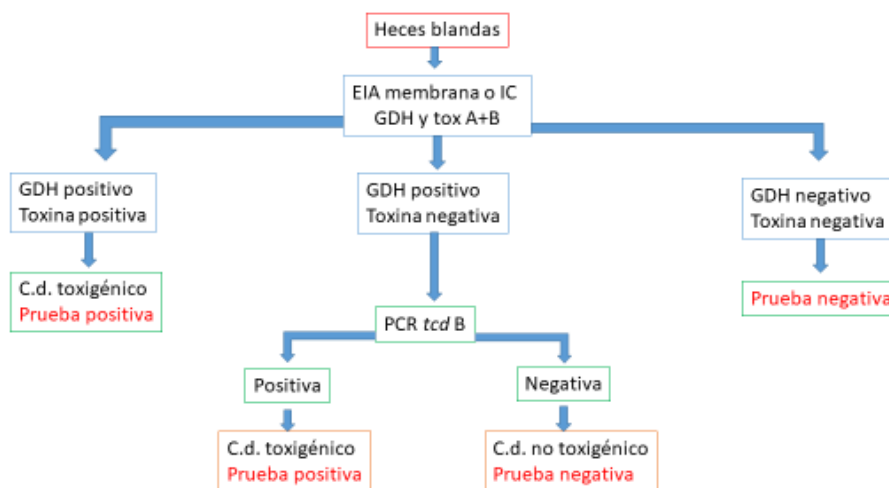 Heces blandas
EIA membrana o IC
GDH y tox A+B
GDH positivo
Toxina positiva
GDH positivo
Toxina negativa
GDH negativo
Toxina negativa
C.d. toxigénico
Prueba positiva
Prueba negativa
PCR tcd B
Positiva
Negativa
C.d. toxigénico
Prueba positiva
C.d. no toxigénico
Prueba negativa